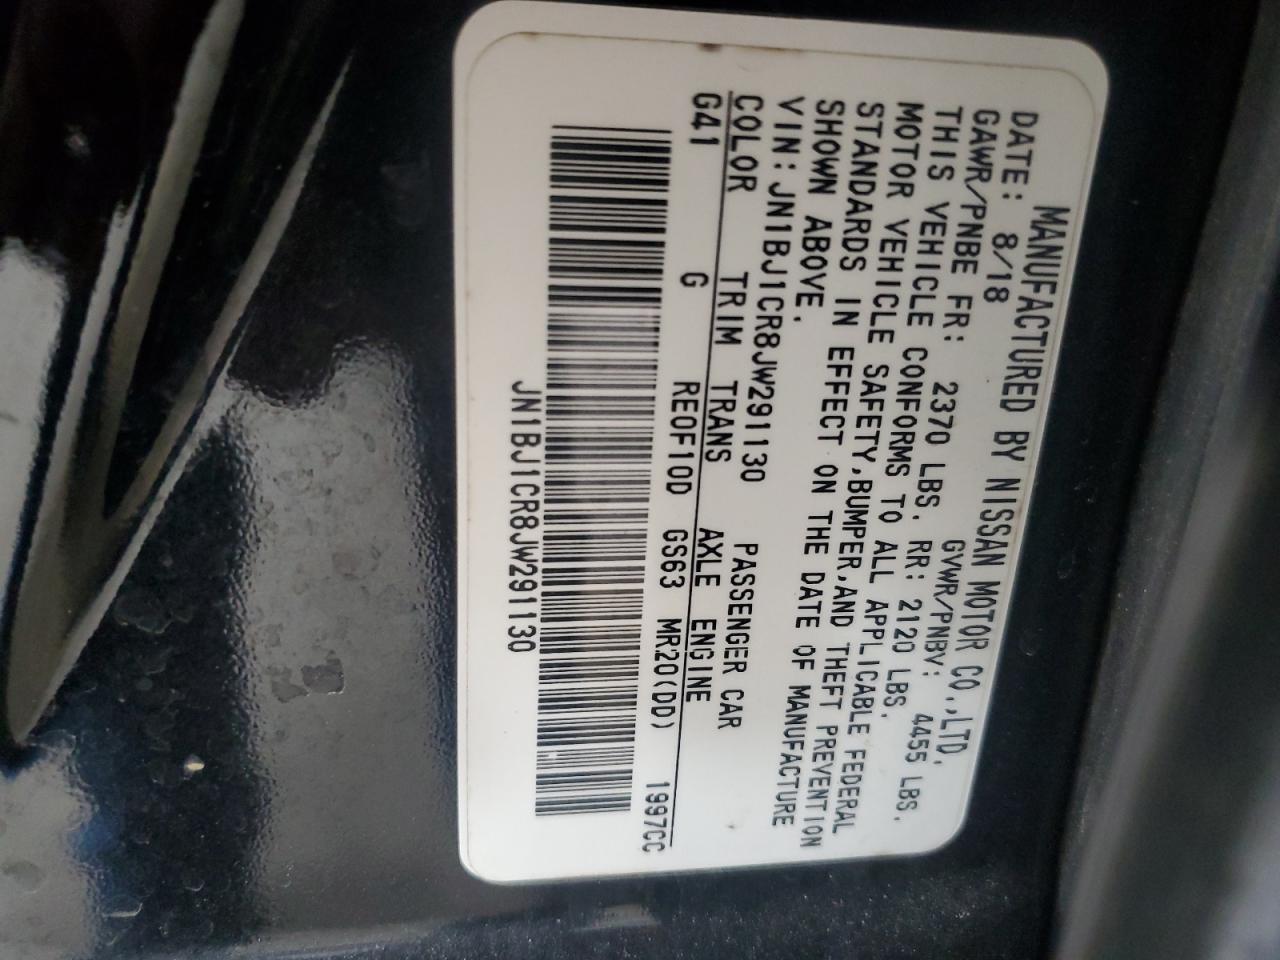 MANUFACTURED BY NISSAN MOTOR CO.,LTD.
DATE: 8/18 GVWR/PNBV: 4455 LBS.
GAWR/PNBE FR: 2370 LBS. RR: 2120 LBS.
THIS VEHICLE CONFORMS TO ALL APPLICABLE FEDERAL
MOTOR VEHICLE SAFETY,BUMPER,AND THEFT PREVENTION
STANDARDS IN EFFECT ON THE DATE OF MANUFACTURE
SHOWN ABOVE.
VIN: JN1BJ1CR8JW291130 PASSENGER CAR
COLOR TRIM TRANS AXLE ENGINE
G41 G RE0F10D GS63 MR20(DD) 1997CC
JN1BJ1CR8JW291130